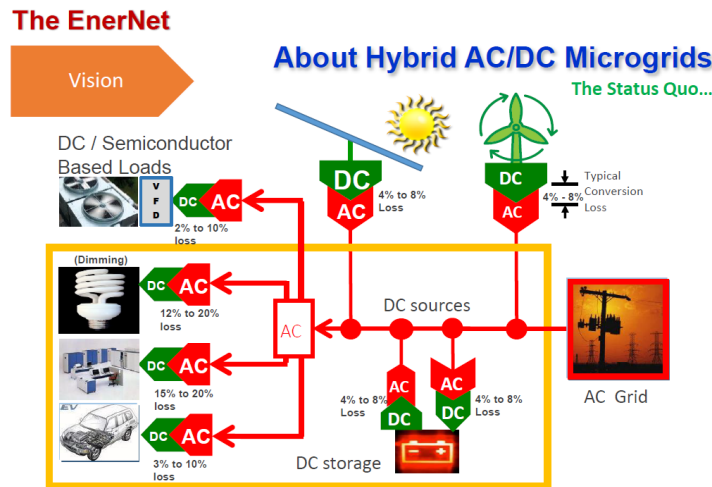 The EnerNet
Vision
About Hybrid AC/DC Microgrids
The Status Quo...
DC / Semiconductor
Based Loads
V
F
D
DC
AC
2% to 10%
loss
DC
AC
4% to 8%
Loss
DC
AC
4% - 8%
Typical
Conversion
Loss
(Dimming)
DC
AC
12% to 20%
loss
AC
DC sources
DC
AC
15% to 20%
loss
AC
DC
4% to 8%
Loss
AC
DC
4% to 8%
Loss
AC Grid
EV
DC
AC
3% to 10%
loss
DC storage